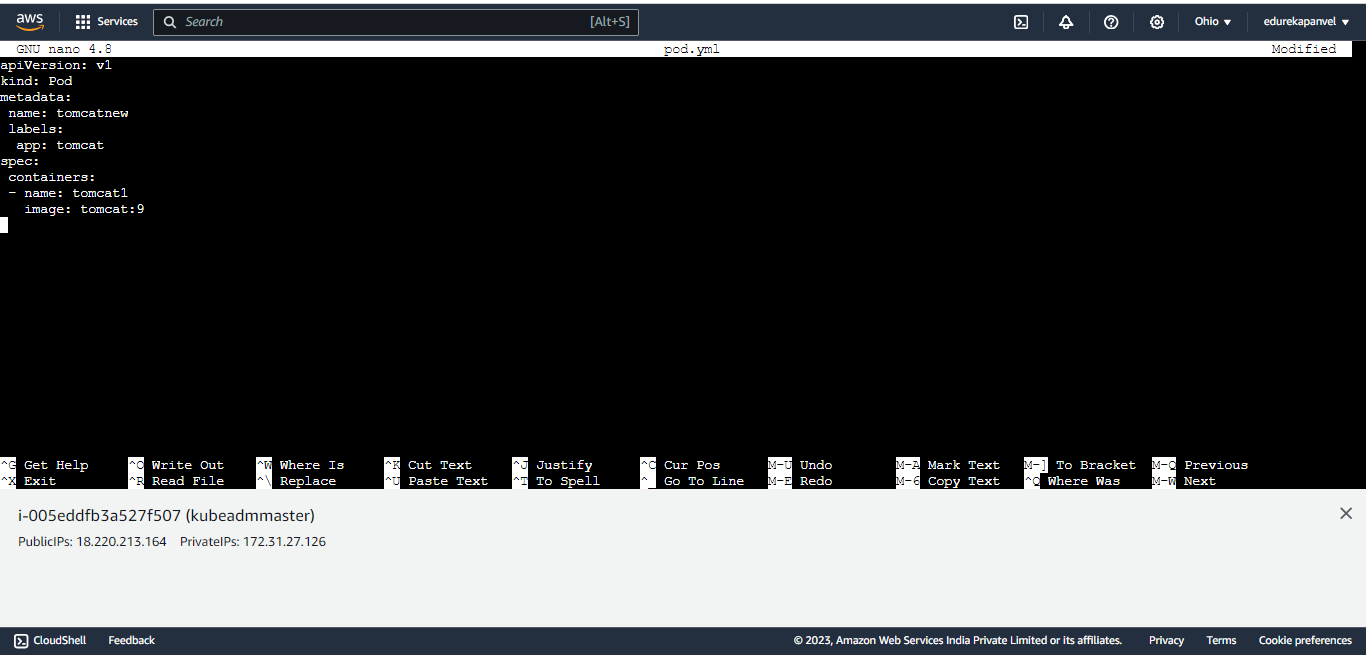 aws Services Search [Alt+S] Ohio edurekapanvel
GNU nano 4.8 pod.yml Modified
apiVersion: v1
kind: Pod
metadata:
 name: tomcatnew
 labels:
  app: tomcat
spec:
 containers:
 - name: tomcat1
   image: tomcat:9
^G Get Help ^O Write Out ^W Where Is ^K Cut Text ^J Justify ^C Cur Pos M-U Undo M-A Mark Text M-] To Bracket M-Q Previous
^X Exit ^R Read File ^\ Replace ^U Paste Text ^T To Spell ^_ Go To Line M-E Redo M-6 Copy Text ^Q Where Was M-W Next
i-005eddfb3a527f507 (kubeadmmaster)
PublicIPs: 18.220.213.164 PrivateIPs: 172.31.27.126
CloudShell Feedback © 2023, Amazon Web Services India Private Limited or its affiliates. Privacy Terms Cookie preferences